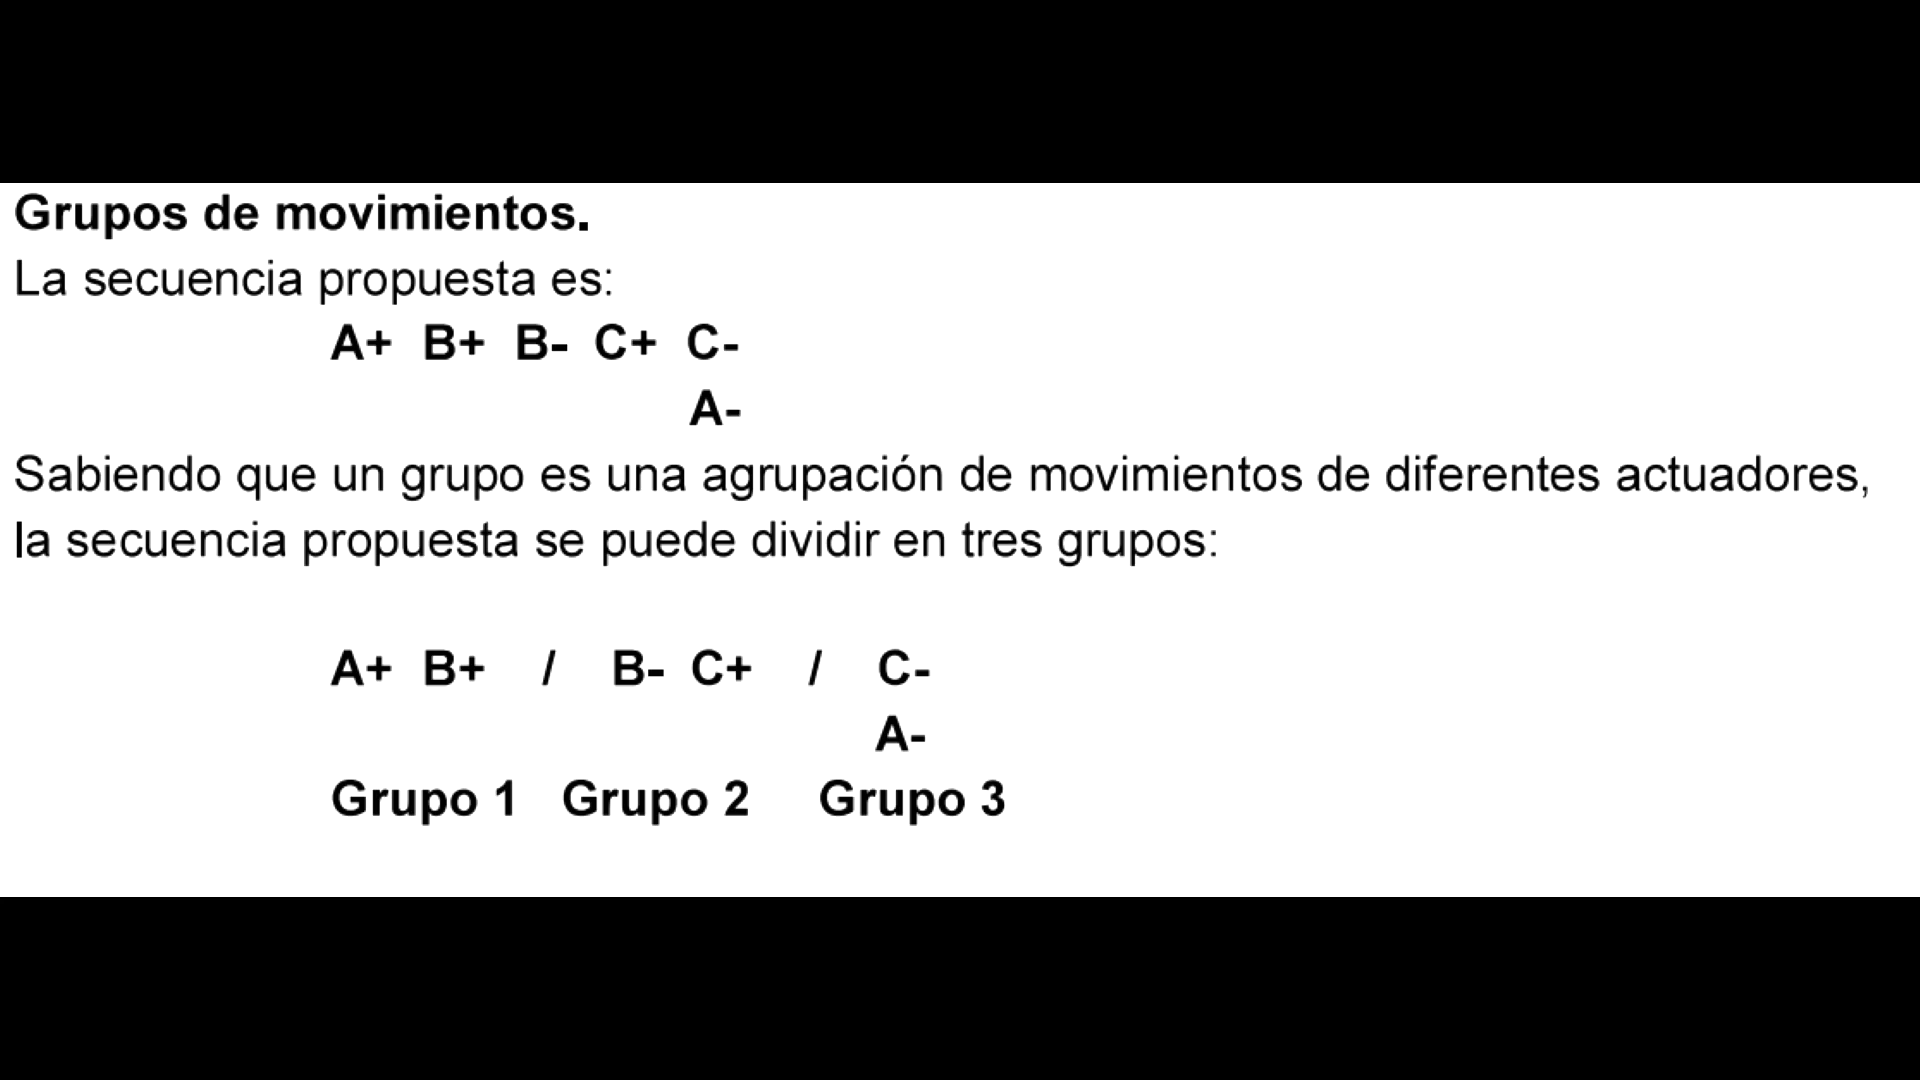 Grupos de movimientos.
La secuencia propuesta es:
A+ B+ B- C+ C-
A-
Sabiendo que un grupo es una agrupación de movimientos de diferentes actuadores,
la secuencia propuesta se puede dividir en tres grupos:
A+ B+ / B- C+ / C-
A-
Grupo 1 Grupo 2 Grupo 3